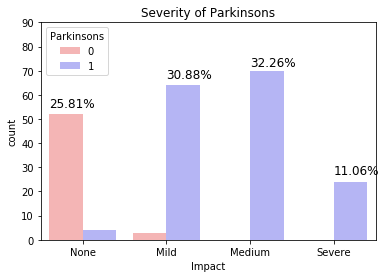 Severity of Parkinsons
Parkinsons
0
1
90
80
70
60
50
40
30
20
10
0
count
25.81%
30.88%
32.26%
11.06%
None
Mild
Medium
Severe
Impact